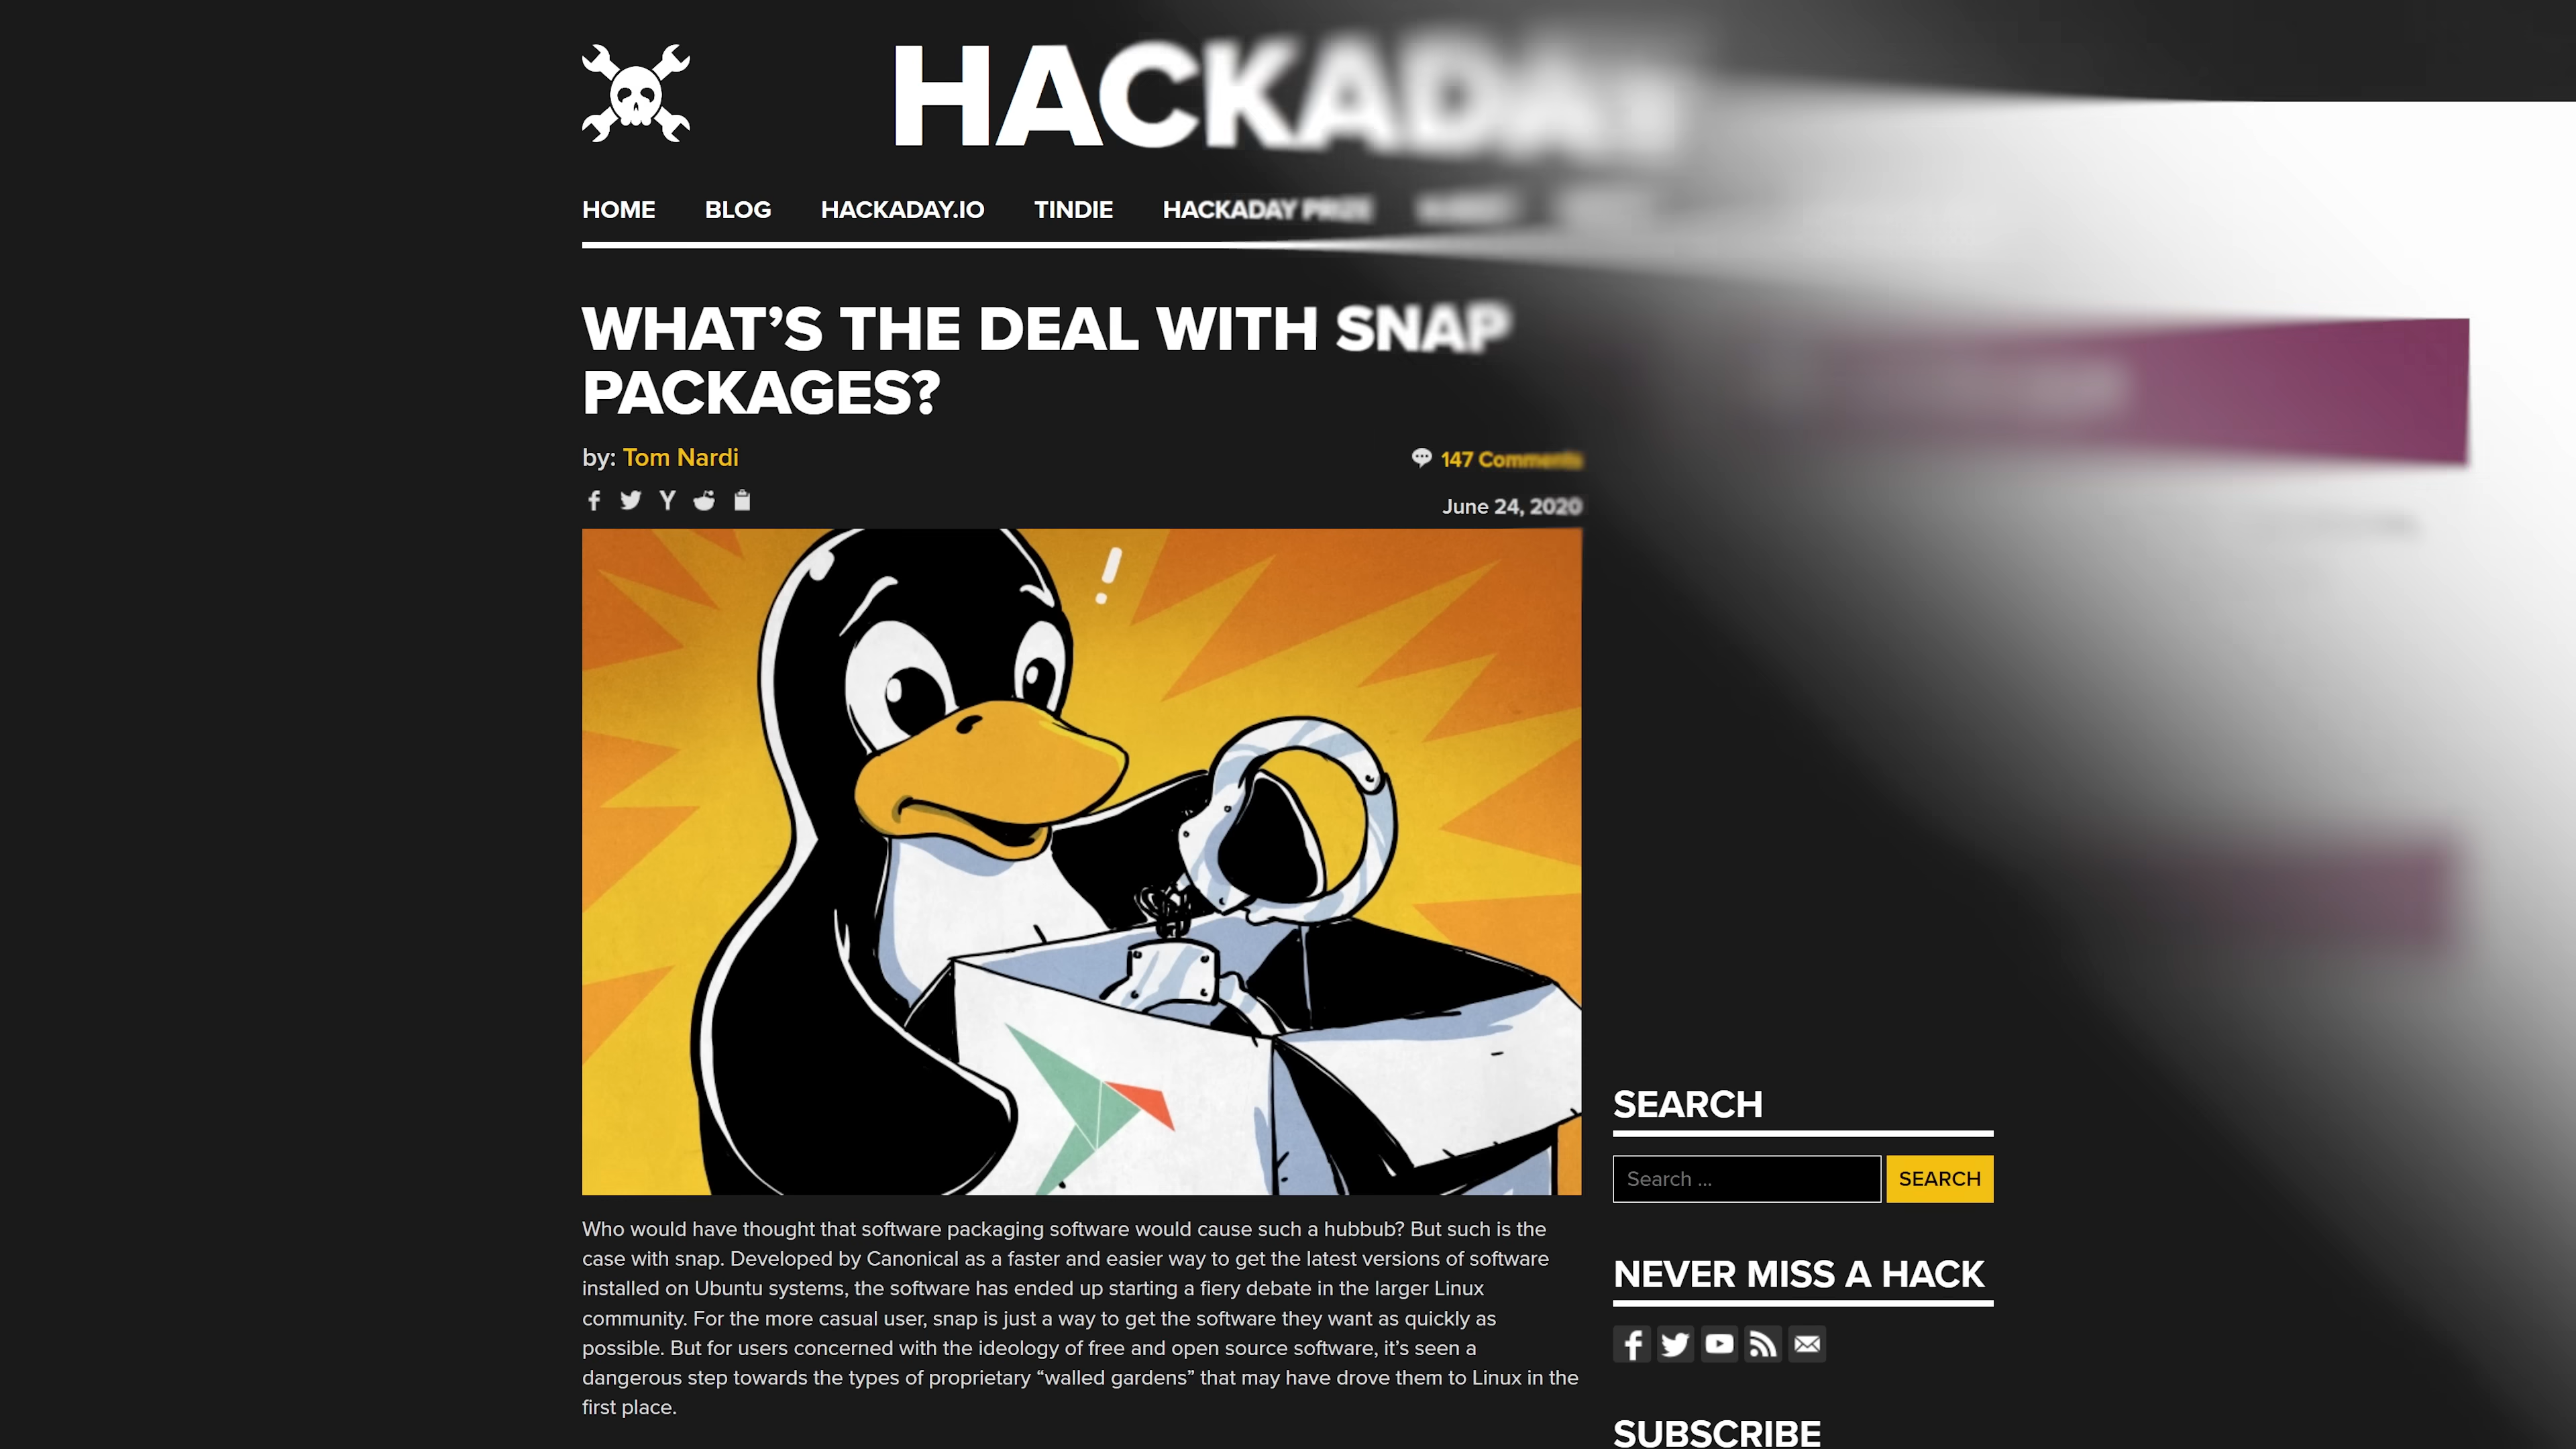 HACKADAY
HOME BLOG HACKADAY.IO TINDIE HACKADAY PRIZE
WHAT’S THE DEAL WITH SNAP
PACKAGES?
by: Tom Nardi
147 Comments
June 24, 2020
!
Who would have thought that software packaging software would cause such a hubbub? But such is the
case with snap. Developed by Canonical as a faster and easier way to get the latest versions of software
installed on Ubuntu systems, the software has ended up starting a fiery debate in the larger Linux
community. For the more casual user, snap is just a way to get the software they want as quickly as
possible. But for users concerned with the ideology of free and open source software, it’s seen a
dangerous step towards the types of proprietary “walled gardens” that may have drove them to Linux in the
first place.
SEARCH
Search ... SEARCH
NEVER MISS A HACK
SUBSCRIBE